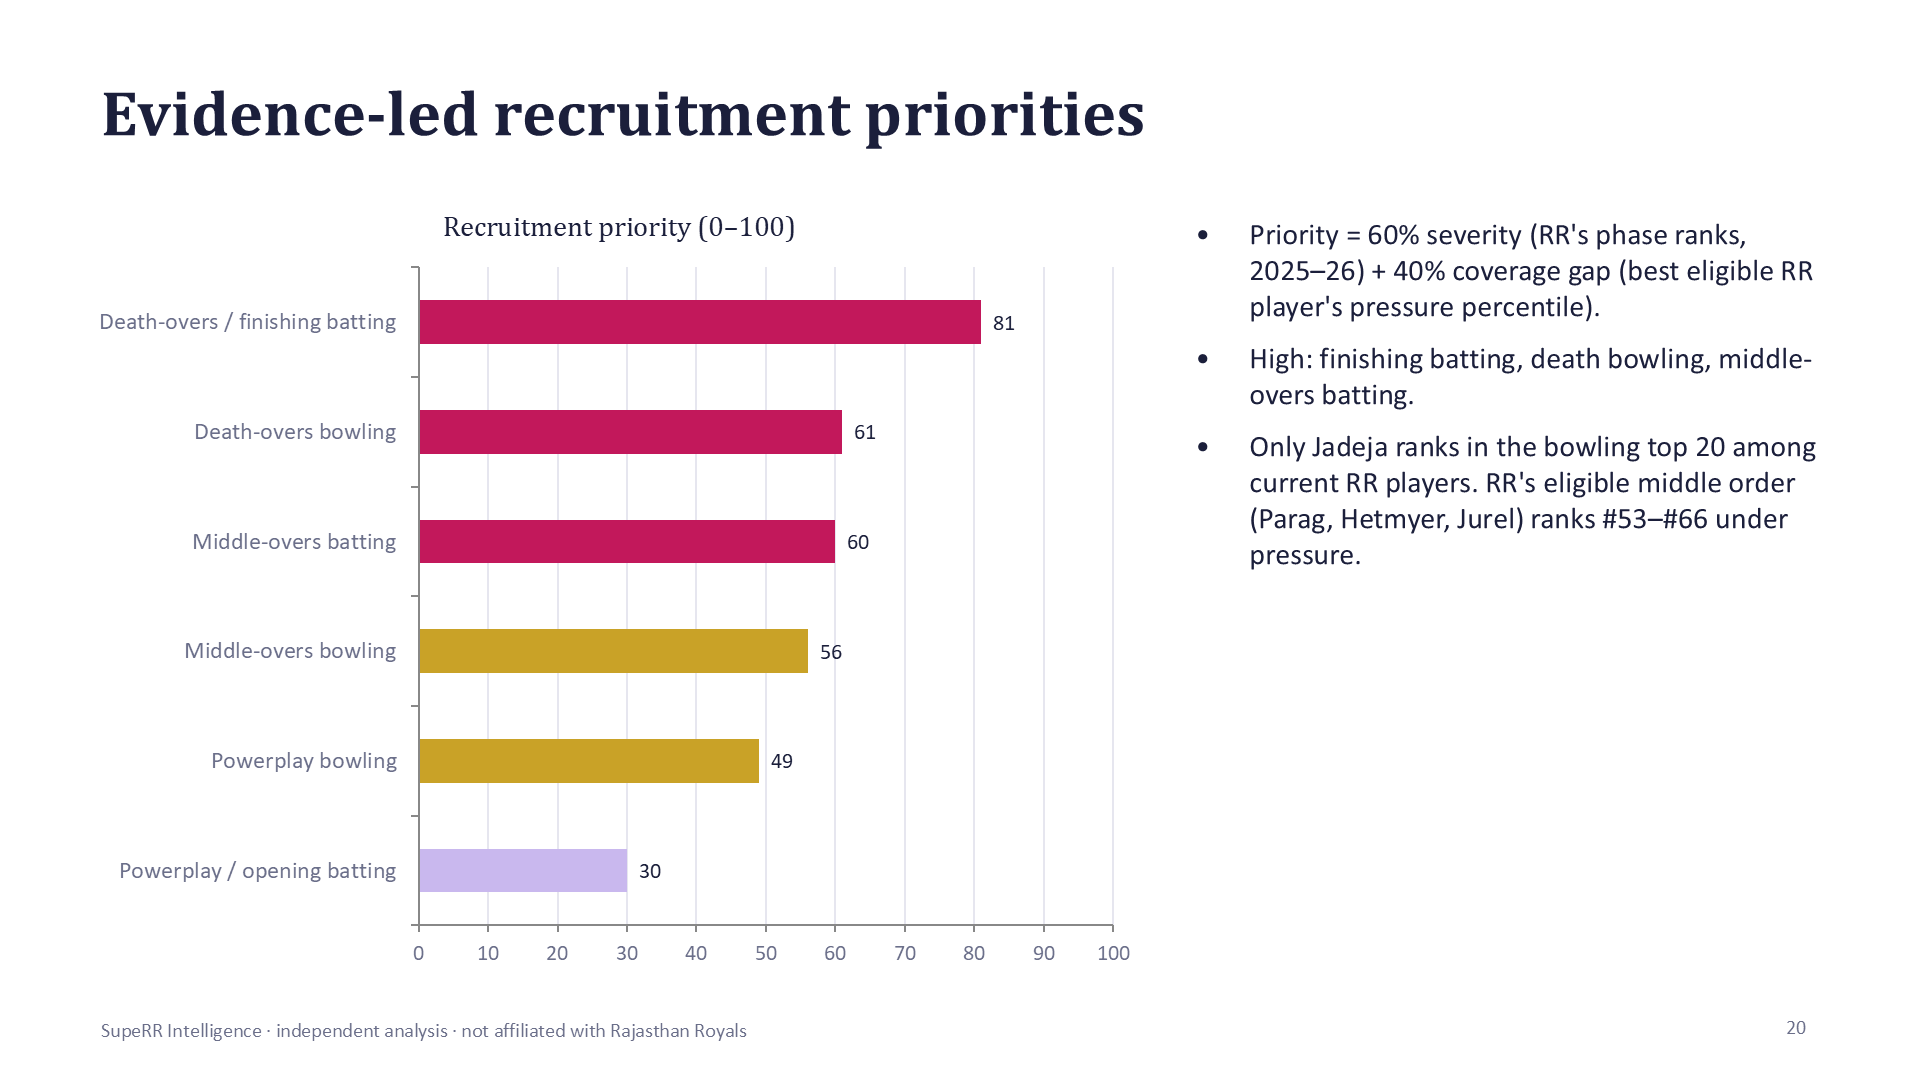 Evidence-led recruitment priorities
Recruitment priority (0–100)
Death-overs / finishing batting
81
Death-overs bowling
61
Middle-overs batting
60
Middle-overs bowling
56
Powerplay bowling
49
Powerplay / opening batting
30
0 10 20 30 40 50 60 70 80 90 100
• Priority = 60% severity (RR's phase ranks,
2025–26) + 40% coverage gap (best eligible RR
player's pressure percentile).
• High: finishing batting, death bowling, middle-
overs batting.
• Only Jadeja ranks in the bowling top 20 among
current RR players. RR's eligible middle order
(Parag, Hetmyer, Jurel) ranks #53–#66 under
pressure.
SupeRR Intelligence · independent analysis · not affiliated with Rajasthan Royals
20